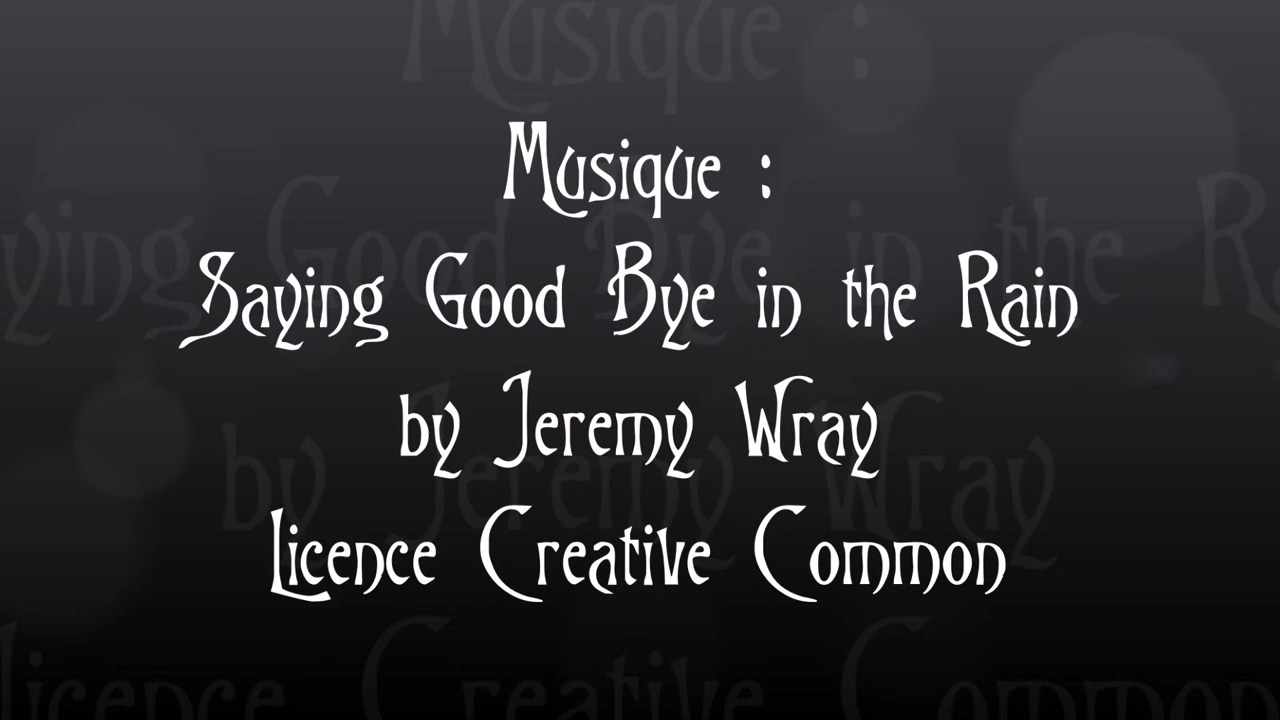 Musique :
Saying Good Bye in the Rain
by Jeremy Wray
Licence Creative Common